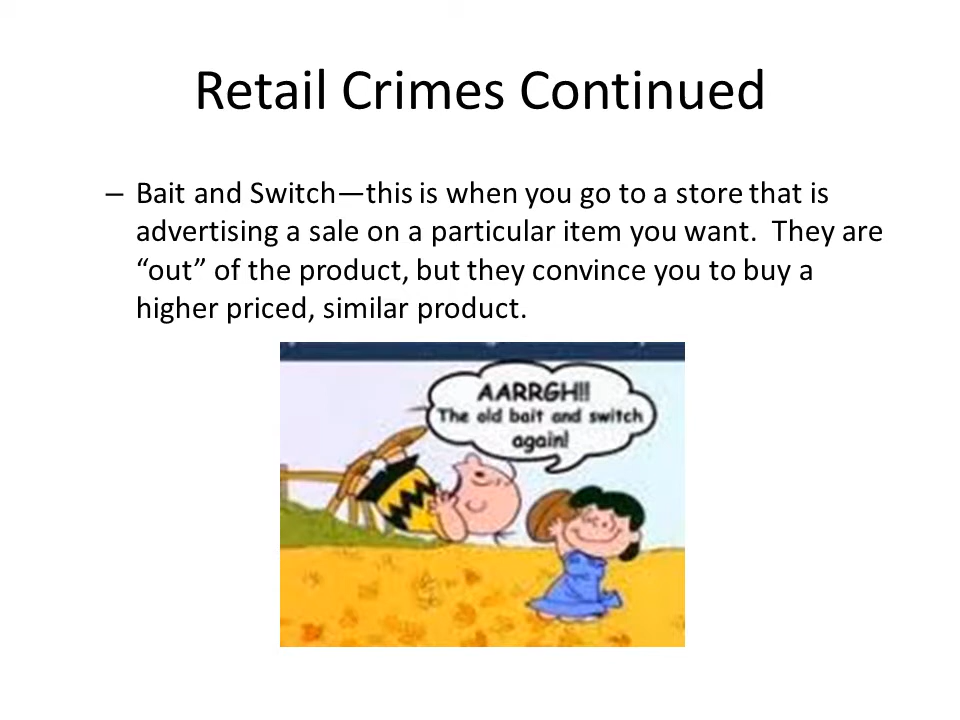 Retail Crimes Continued
– Bait and Switch—this is when you go to a store that is
advertising a sale on a particular item you want.  They are
“out” of the product, but they convince you to buy a
higher priced, similar product.
AARRGH!!
The old bait and switch
again!